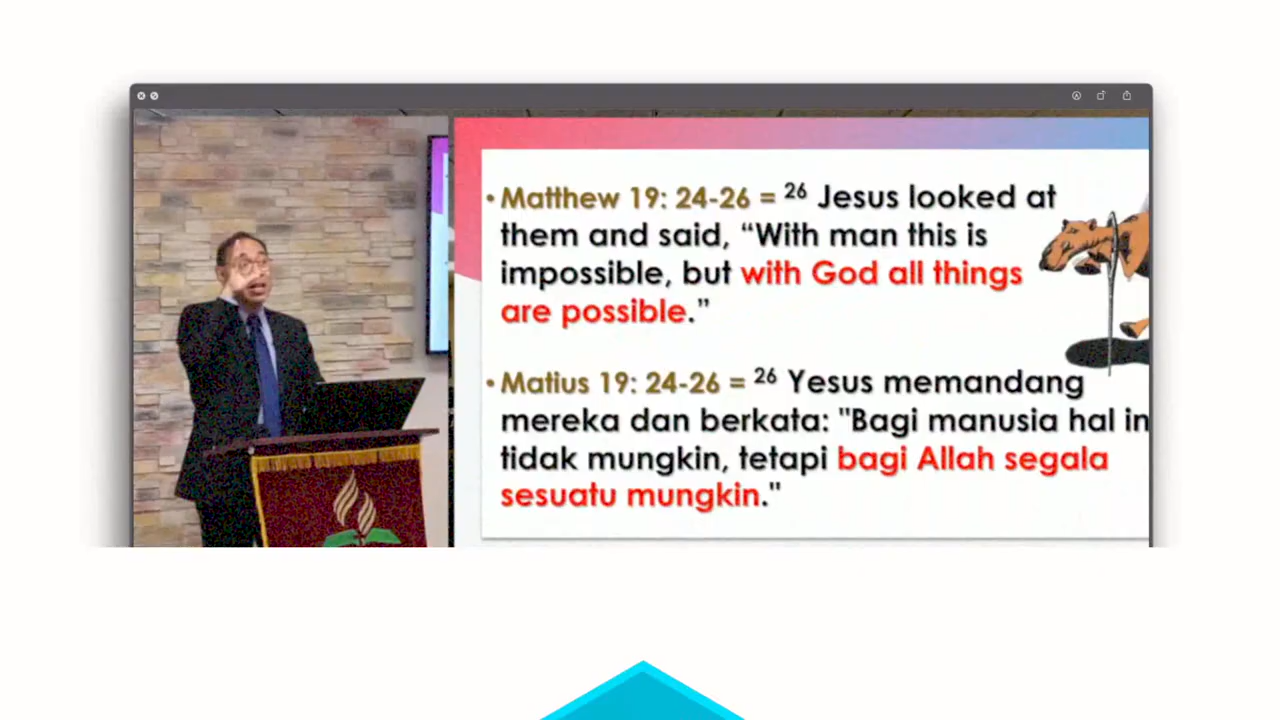 • Matthew 19: 24-26 = 26 Jesus looked at
them and said, “With man this is
impossible, but with God all things
are possible.”
• Matius 19: 24-26 = 26 Yesus memandang
mereka dan berkata: "Bagi manusia hal in
tidak mungkin, tetapi bagi Allah segala
sesuatu mungkin."